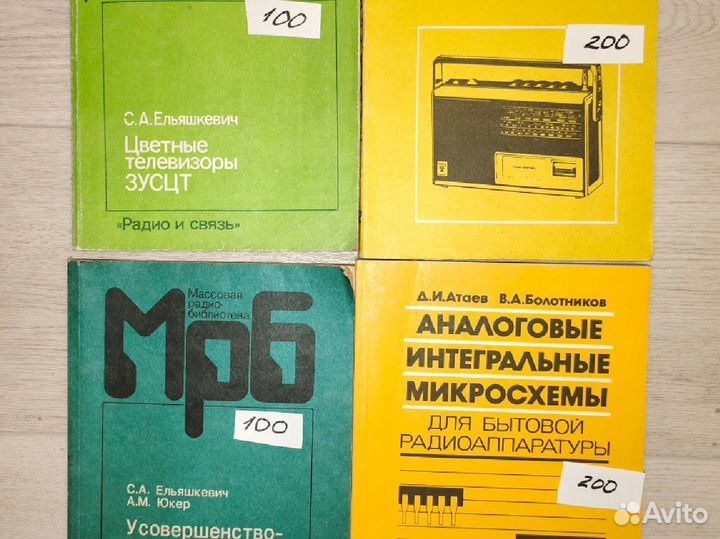 100
С.А.Ельяшкевич
Цветные
телевизоры
3УСЦТ
«Радио и связь»
200
Массовая
радио-
библиотека
Мрб
100
С.А. Ельяшкевич
А.М. Юкер
Усовершенство-
Д.И.Атаев В.А.Болотников
АНАЛОГОВЫЕ
ИНТЕГРАЛЬНЫЕ
МИКРОСХЕМЫ
ДЛЯ БЫТОВОЙ
РАДИОАППАРАТУРЫ
200
Avito